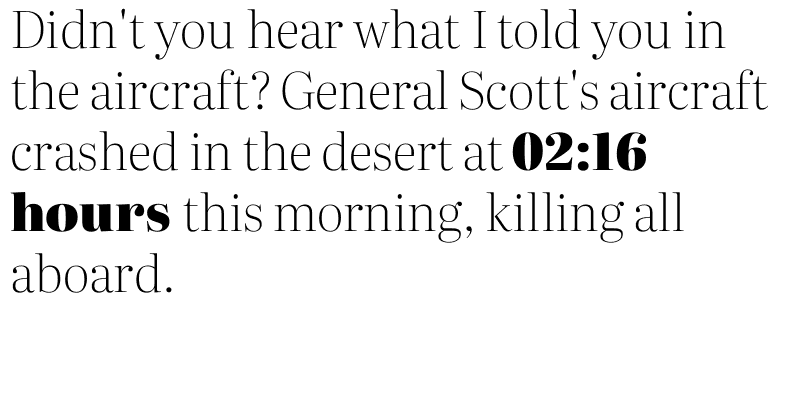 Didn't you hear what I told you in
the aircraft? General Scott's aircraft
crashed in the desert at 02:16
hours this morning, killing all
aboard.